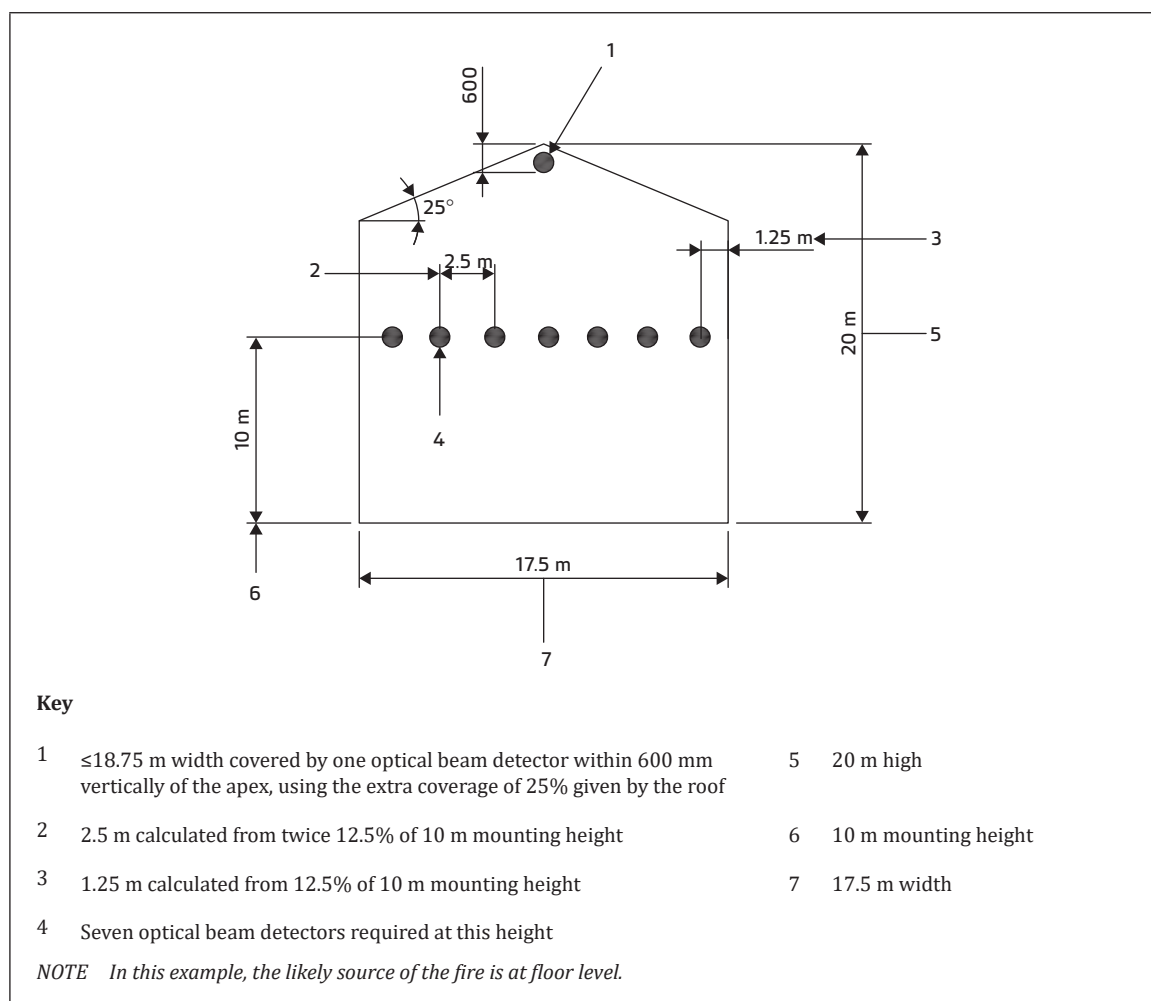 1
600
25°
1.25 m
3
2
2.5 m
20 m
5
10 m
4
17.5 m
6
7
Key
1 ≤18.75 m width covered by one optical beam detector within 600 mm
vertically of the apex, using the extra coverage of 25% given by the roof
5 20 m high
2 2.5 m calculated from twice 12.5% of 10 m mounting height
6 10 m mounting height
3 1.25 m calculated from 12.5% of 10 m mounting height
7 17.5 m width
4 Seven optical beam detectors required at this height
NOTE In this example, the likely source of the fire is at floor level.